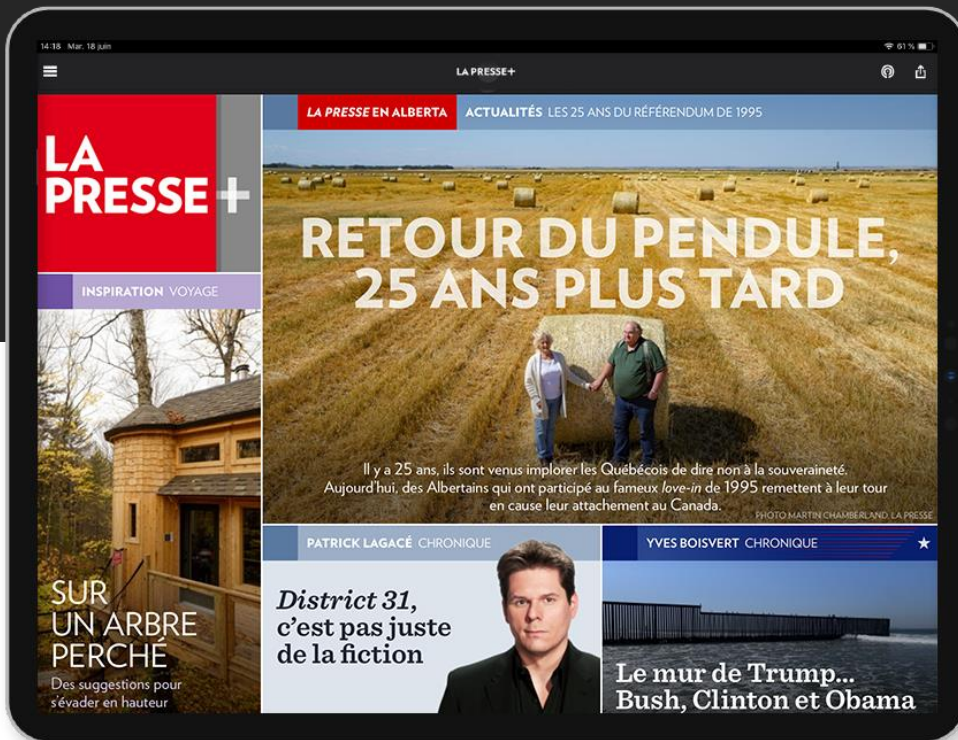 14:18 Mar. 18 juin
61 %
LA PRESSE+
LA
PRESSE+
LA PRESSE EN ALBERTA ACTUALITÉS LES 25 ANS DU RÉFÉRENDUM DE 1995
RETOUR DU PENDULE,
25 ANS PLUS TARD
Il y a 25 ans, ils sont venus implorer les Québécois de dire non à la souveraineté.
Aujourd'hui, des Albertains qui ont participé au fameux love-in de 1995 remettent à leur tour
en cause leur attachement au Canada.
PHOTO MARTIN CHAMBERLAND, LA PRESSE
INSPIRATION VOYAGE
SUR
UN ARBRE
PERCHÉ
Des suggestions pour
s'évader en hauteur
PATRICK LAGACÉ CHRONIQUE
District 31,
c'est pas juste
de la fiction
YVES BOISVERT CHRONIQUE
Le mur de Trump...
Bush, Clinton et Obama